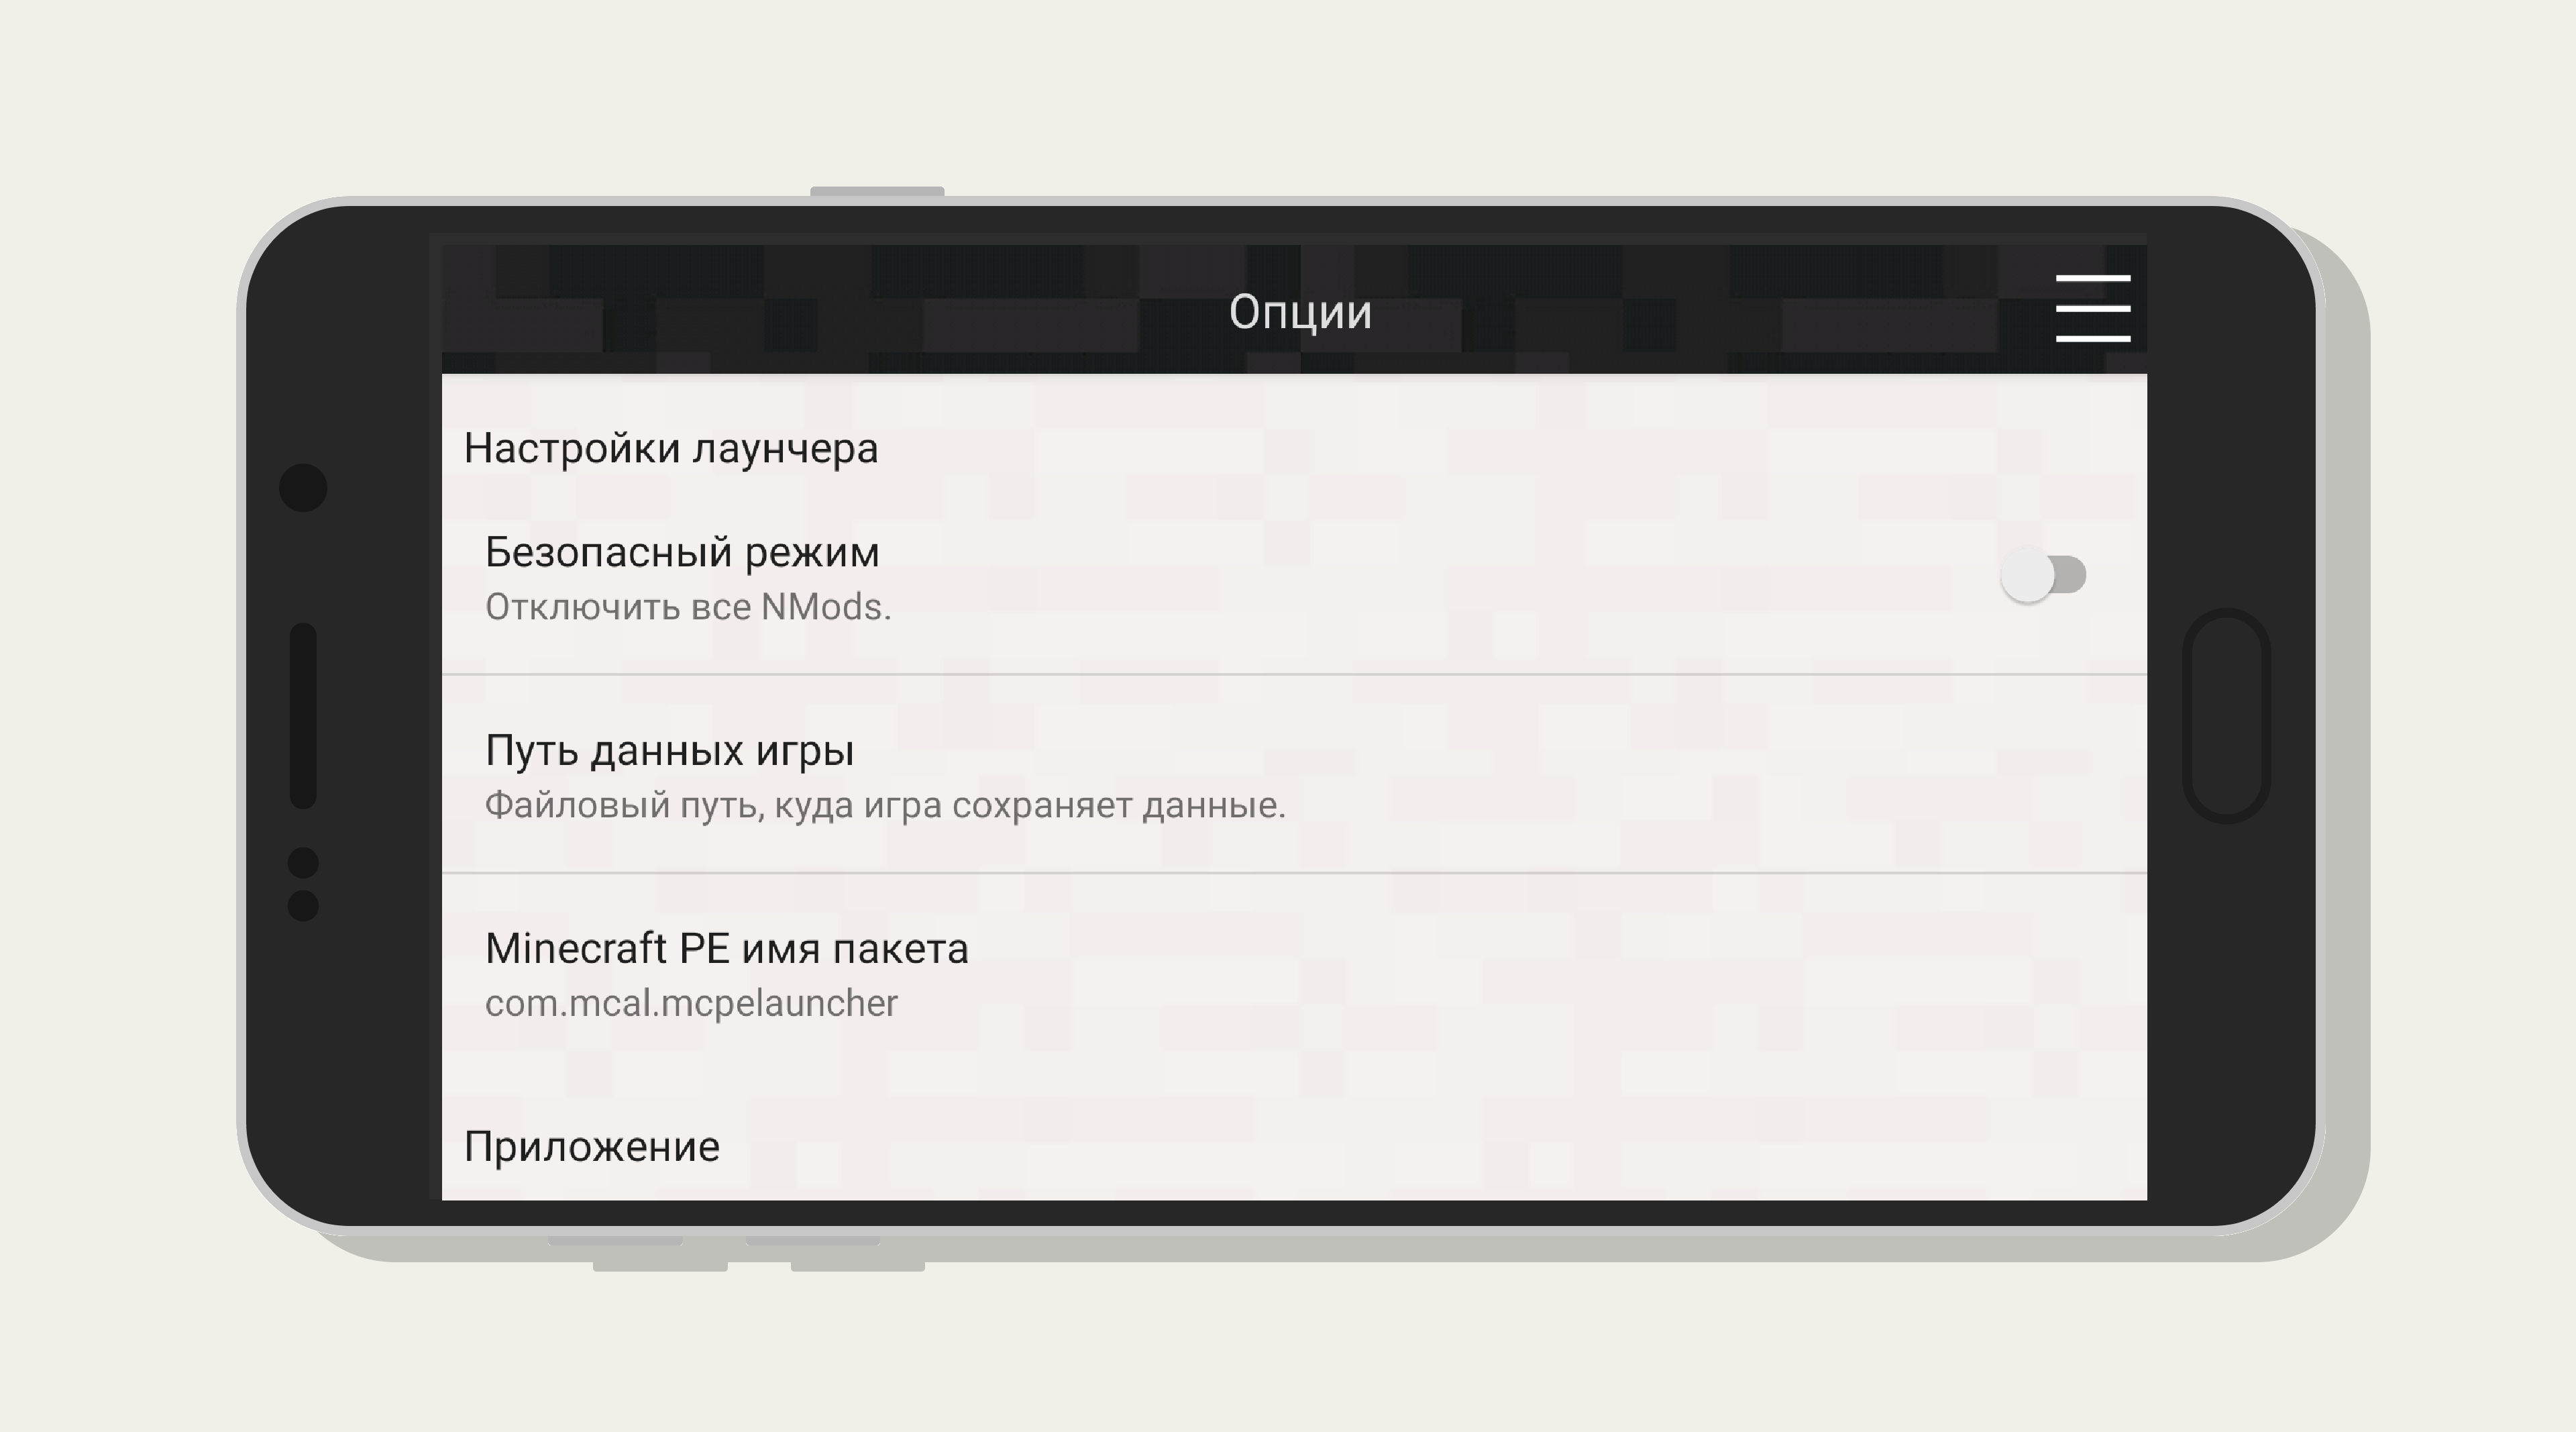 Опции
Настройки лаунчера
Безопасный режим
Отключить все NMods.
Путь данных игры
Файловый путь, куда игра сохраняет данные.
Minecraft PE имя пакета
com.mcal.mcpelauncher
Приложение